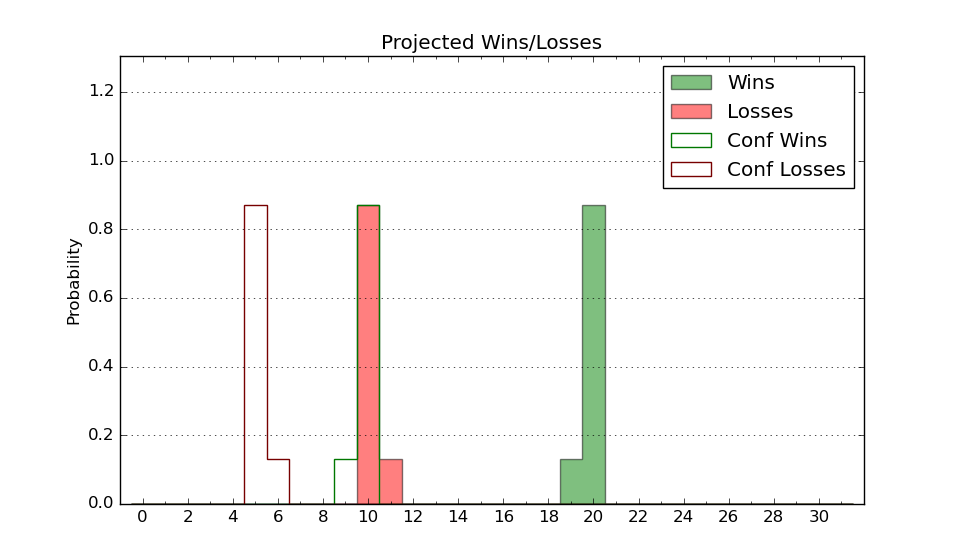 Projected Wins/Losses
Wins
Losses
Conf Wins
Conf Losses
Probability
1.2
1.0
0.8
0.6
0.4
0.2
0.0
0 2 4 6 8 10 12 14 16 18 20 22 24 26 28 30